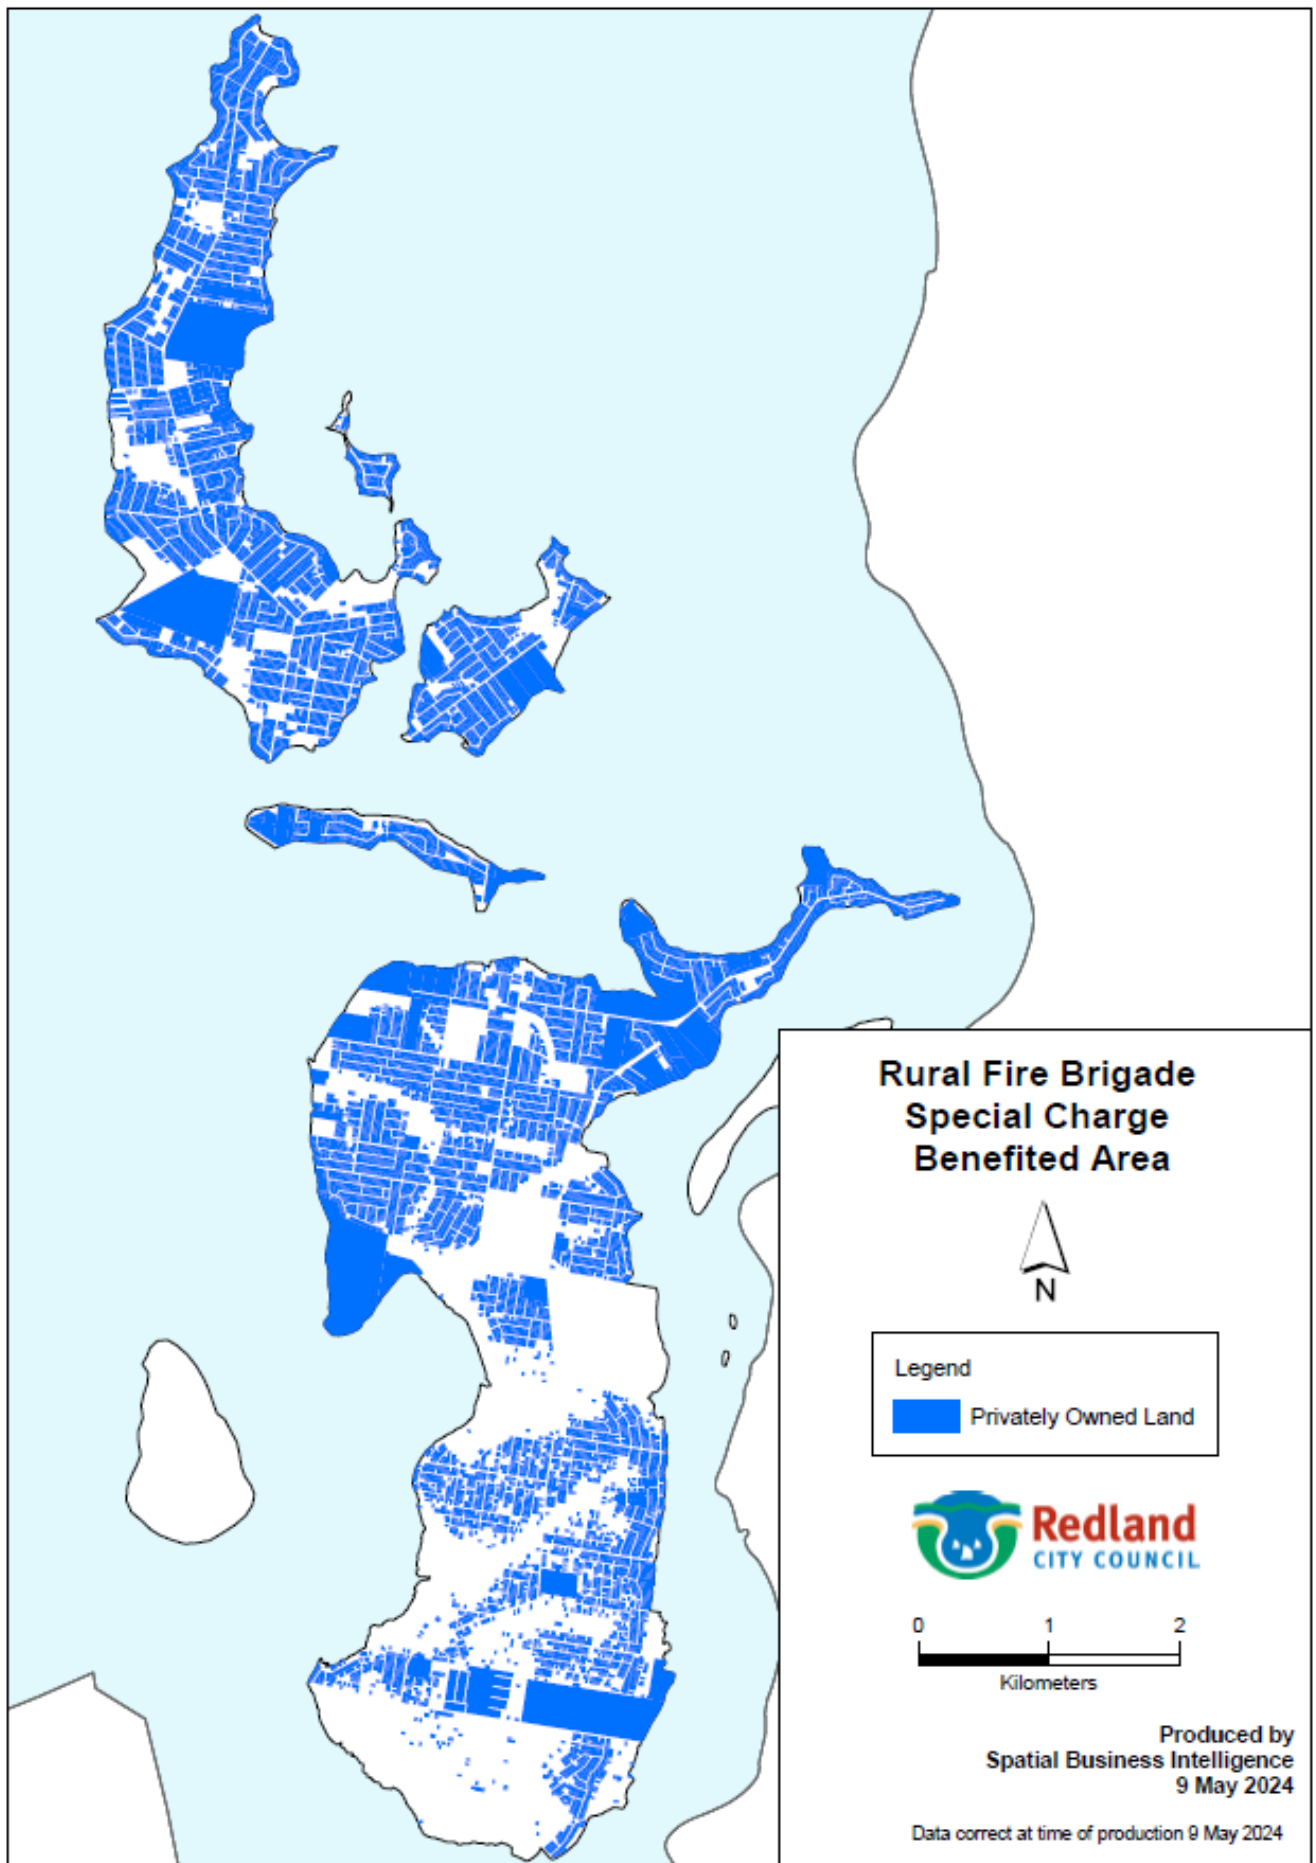 Rural Fire Brigade
Special Charge
Benefited Area
N
Legend
Privately Owned Land
Redland
CITY COUNCIL
0 1 2
Kilometers
Produced by
Spatial Business Intelligence
9 May 2024
Data correct at time of production 9 May 2024